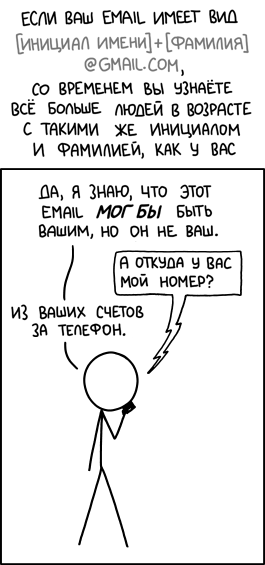 ЕСЛИ ВАШ EMAIL ИМЕЕТ ВИД
[ИНИЦИАЛ ИМЕНИ]+[ФАМИЛИЯ]
@GMAIL.COM,
СО ВРЕМЕНЕМ ВЫ УЗНАЁТЕ
ВСЁ БОЛЬШЕ ЛЮДЕЙ В ВОЗРАСТЕ
С ТАКИМИ ЖЕ ИНИЦИАЛОМ
И ФАМИЛИЕЙ, КАК У ВАС
ДА, Я ЗНАЮ, ЧТО ЭТОТ
EMAIL МОГ БЫ БЫТЬ
ВАШИМ, НО ОН НЕ ВАШ.
А ОТКУДА У ВАС
МОЙ НОМЕР?
ИЗ ВАШИХ СЧЕТОВ
ЗА ТЕЛЕФОН.